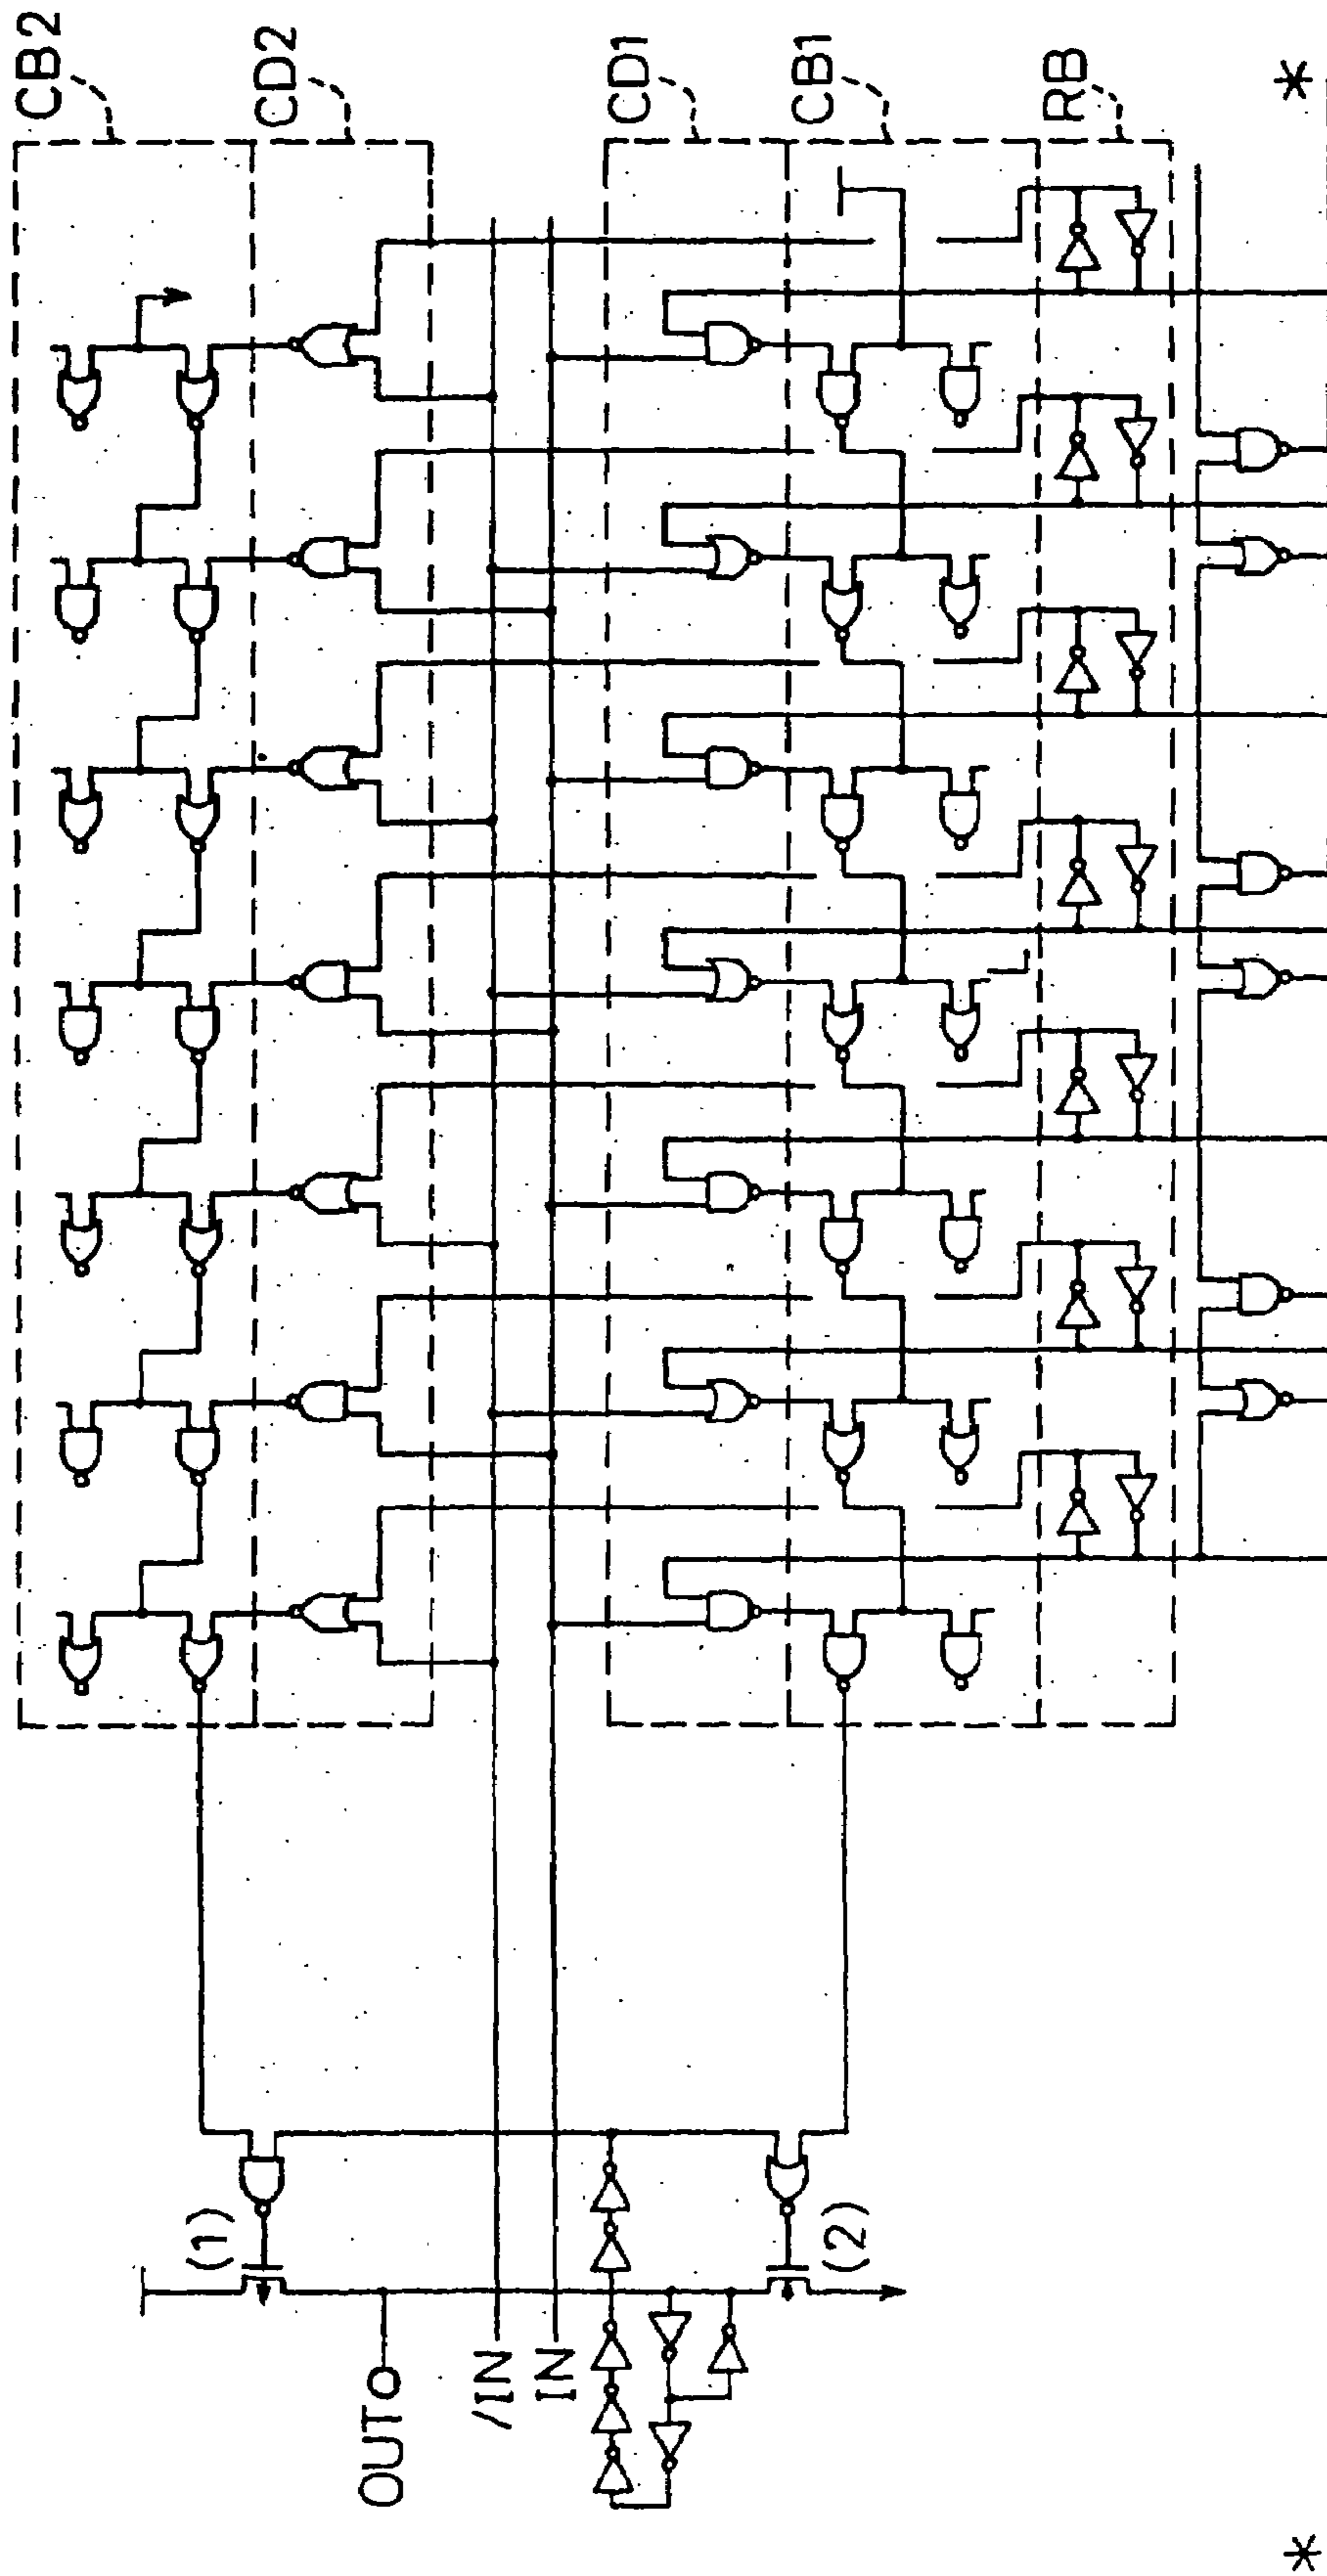 CB2
CD2
CD1
CB1
RB
*
(1)
OUT
/IN
IN
(2)
*